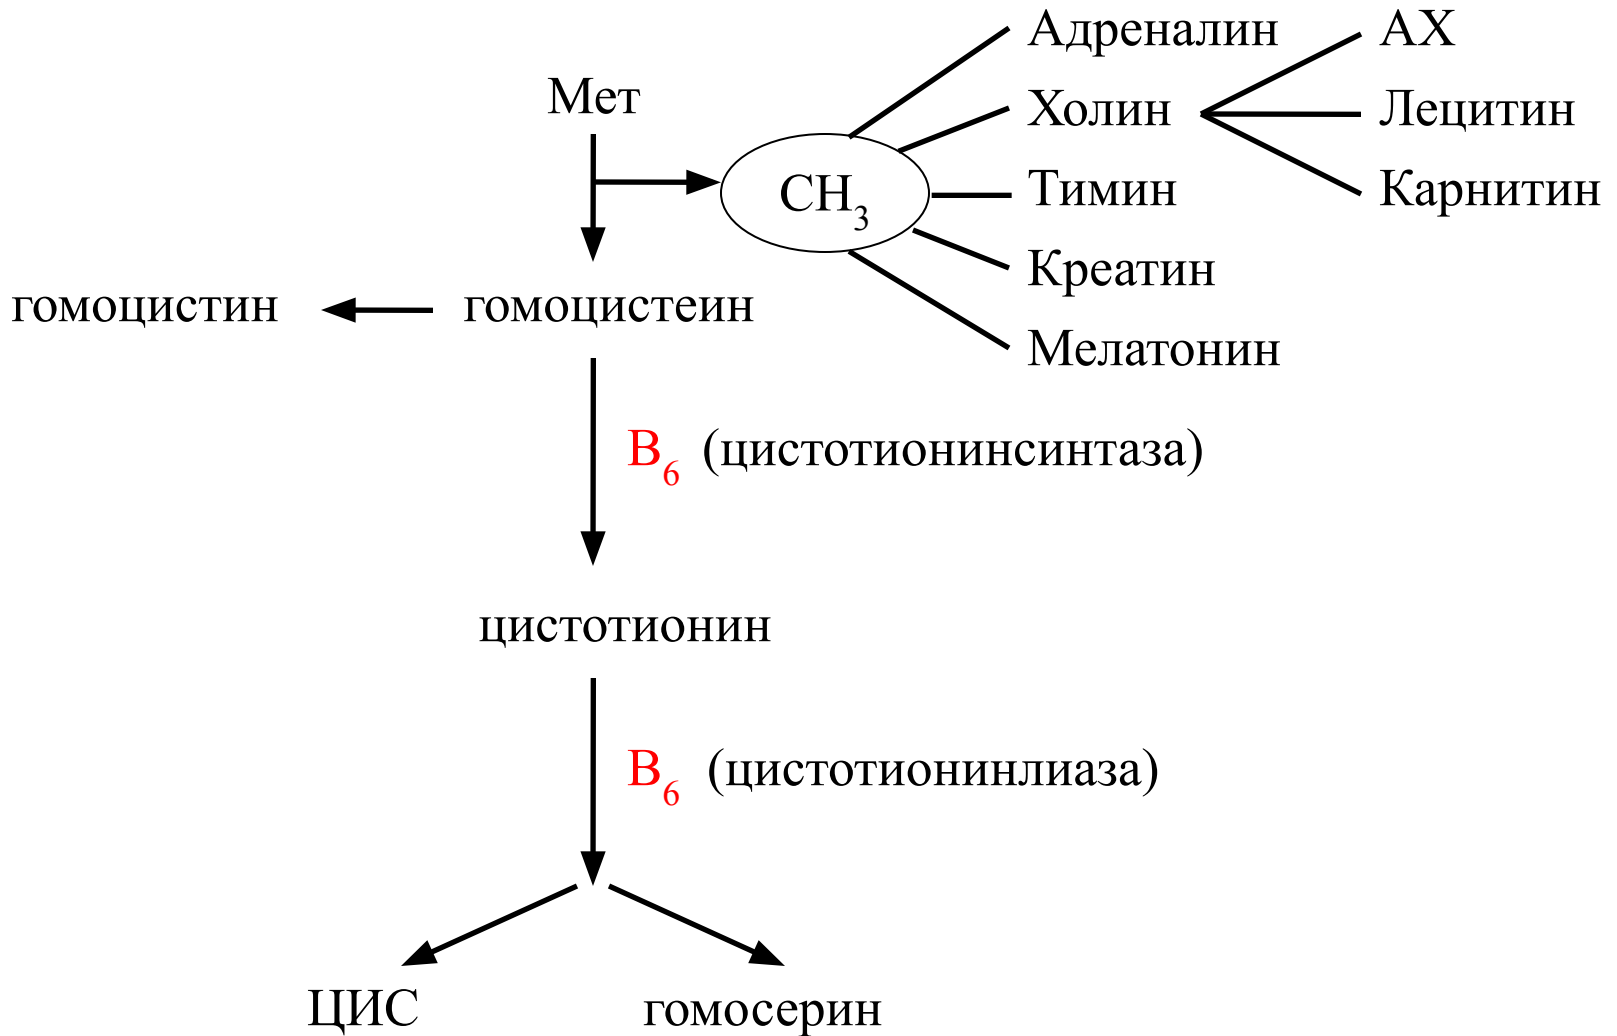 Адреналин
АХ
Мет
Холин
Лецитин
CH3
Тимин
Карнитин
Креатин
гомоцистин
гомоцистеин
Мелатонин
B6 (цистотионинсинтаза)
цистотионин
B6 (цистотионинлиаза)
ЦИС
гомосерин